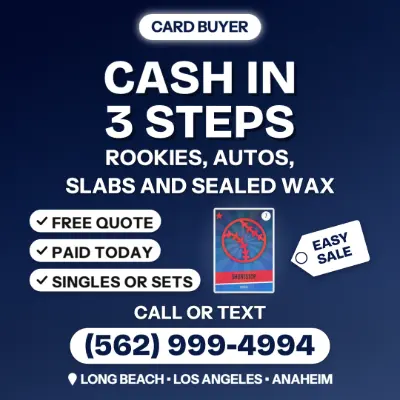 CARD BUYER
CASH IN
3 STEPS
ROOKIES, AUTOS,
SLABS AND SEALED WAX
FREE QUOTE
PAID TODAY
SINGLES OR SETS
EASY
SALE
CALL OR TEXT
(562) 999-4994
LONG BEACH • LOS ANGELES • ANAHEIM